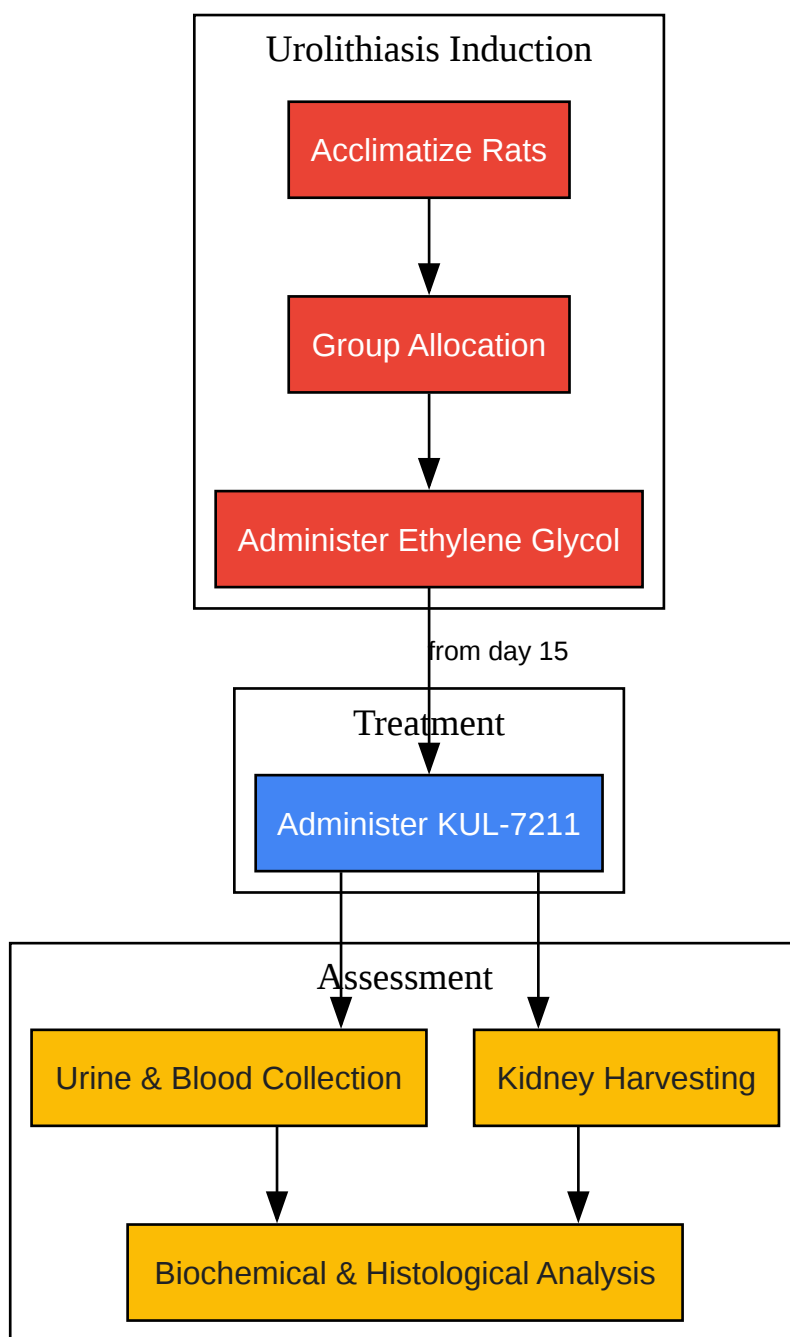 Urolithiasis Induction
Acclimatize Rats
Group Allocation
Administer Ethylene Glycol
from day 15
Treatment
Administer KUL-7211
Assessment
Urine & Blood Collection
Kidney Harvesting
Biochemical & Histological Analysis